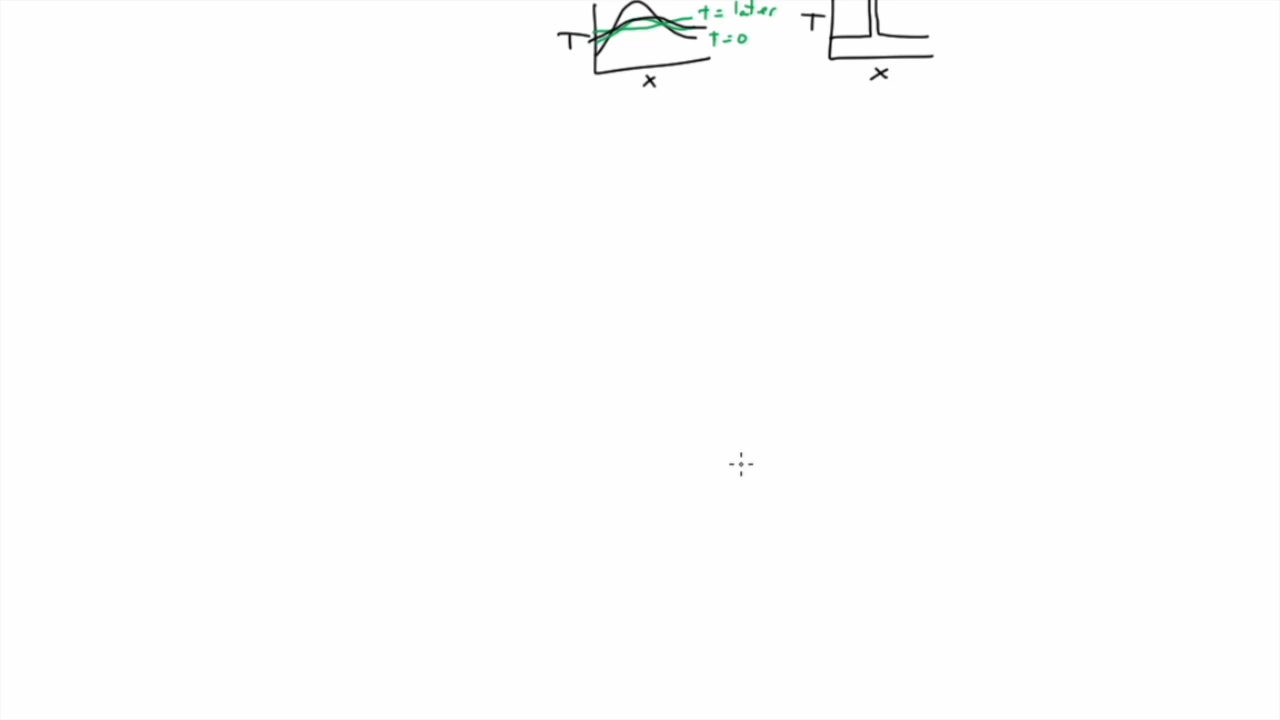 t = later
T
t = 0
x
T
x